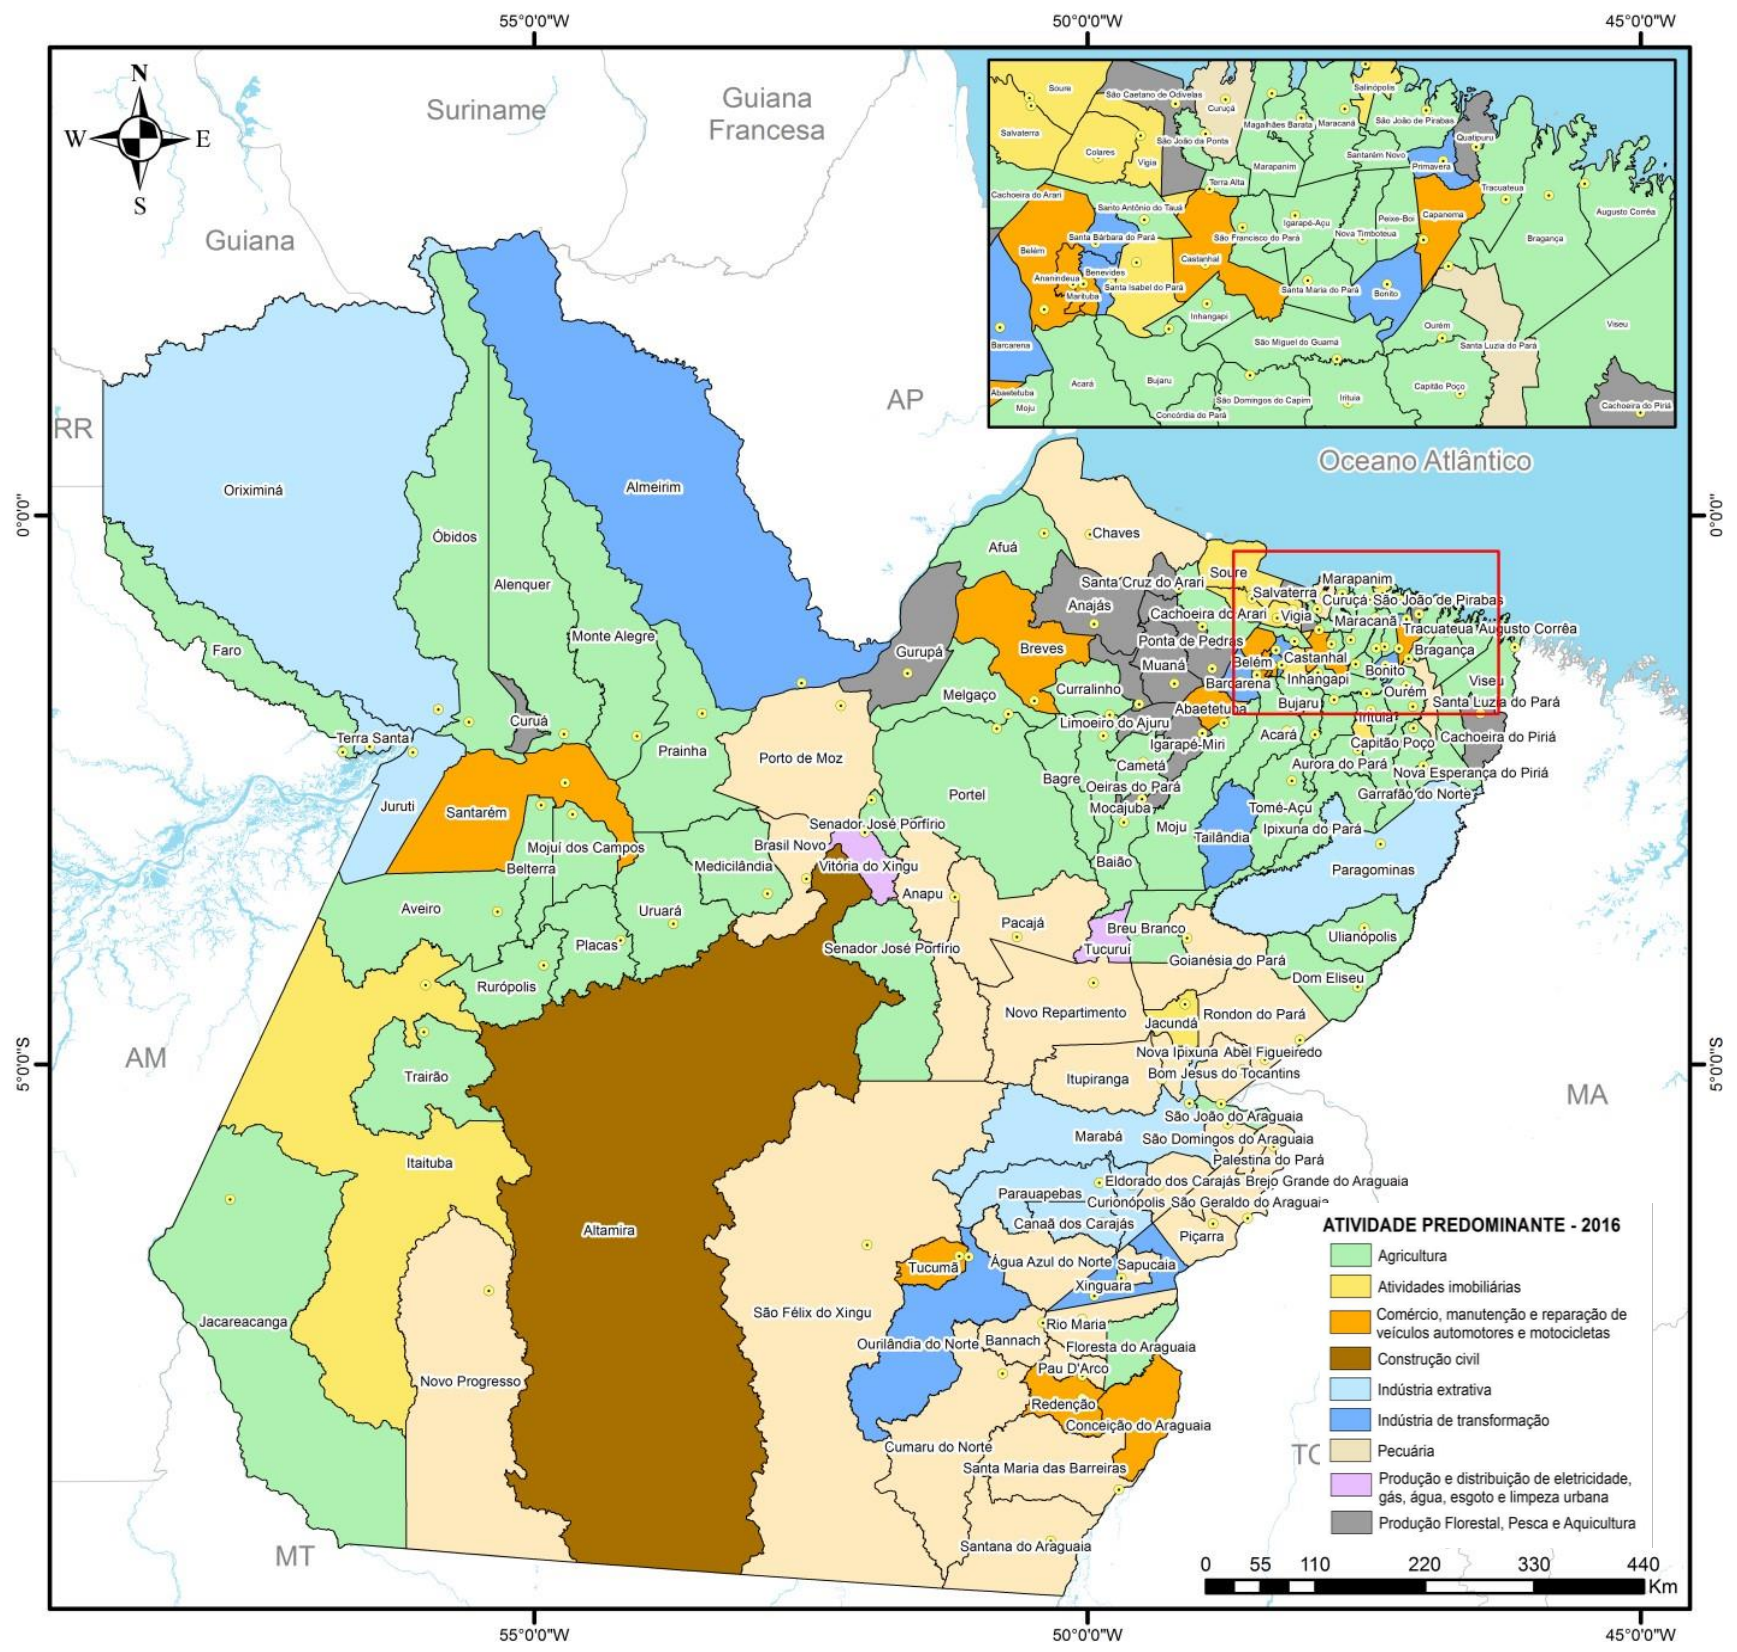 55°0'0"W
50°0'0"W
45°0'0"W
N
W
E
S
Suriname
Guiana
Francesa
Guiana
RR
AP
AM
MT
MA
TO
Oceano Atlântico
0°0'0"
0°0'0"
5°0'0"S
5°0'0"S
Soure
São Caetano de Odivelas
Curuçá
Salinópolis
Salvaterra
Magalhães Barata
Maracanã
São João de Pirabas
Quatipuru
São João da Ponta
Colares
Vigia
Marapanim
Santarém Novo
Primavera
Terra Alta
Tracuateua
Cachoeira do Arari
Santo Antônio do Tauá
Igarapé-Açu
Peixe-Boi
Capanema
Augusto Corrêa
Santa Bárbara do Pará
São Francisco do Pará
Nova Timboteua
Bragança
Belém
Castanhal
Ananindeua
Benevides
Santa Isabel do Pará
Marituba
Santa Maria do Pará
Bonito
Inhangapi
Ourém
Viseu
Barcarena
São Miguel do Guamá
Santa Luzia do Pará
Acará
Bujaru
Capitão Poço
Abaetetuba
Moju
São Domingos do Capim
Irituia
Concórdia do Pará
Cachoeira do Piriá
Oriximiná
Almeirim
Óbidos
Alenquer
Monte Alegre
Faro
Terra Santa
Curuá
Prainha
Juruti
Santarém
Mojuí dos Campos
Belterra
Aveiro
Placas
Uruará
Medicilândia
Rurópolis
Trairão
Itaituba
Jacareacanga
Novo Progresso
Altamira
Chaves
Afuá
Santa Cruz do Arari
Soure
Anajás
Salvaterra
Marapanim
Curuçá
São João de Pirabas
Cachoeira do Arari
Vigia
Maracanã
Tracuateua
Augusto Corrêa
Gurupá
Breves
Ponta de Pedras
Muaná
Belém
Castanhal
Bragança
Bonito
Barcarena
Inhangapi
Viseu
Melgaço
Curralinho
Abaetetuba
Bujaru
Ourém
Santa Luzia do Pará
Limoeiro do Ajuru
Irituia
Igarapé-Miri
Acará
Capitão Poço
Cachoeira do Piriá
Porto de Moz
Cametá
Aurora do Pará
Nova Esperança do Piriá
Portel
Bagre
Oeiras do Pará
Garrafão do Norte
Mocajuba
Tomé-Açu
Moju
Ipixuna do Pará
Tailândia
Senador José Porfírio
Brasil Novo
Vitória do Xingu
Baião
Paragominas
Anapu
Pacajá
Breu Branco
Ulianópolis
Tucuruí
Senador José Porfírio
Goianésia do Pará
Dom Eliseu
Novo Repartimento
Jacundá
Rondon do Pará
Nova Ipixuna
Abel Figueiredo
Itupiranga
Bom Jesus do Tocantins
São João do Araguaia
Marabá
São Domingos do Araguaia
Palestina do Pará
Parauapebas
Eldorado dos Carajás
Brejo Grande do Araguaia
Curionópolis
São Geraldo do Araguaia
Canaã dos Carajás
Piçarra
Tucumã
Água Azul do Norte
Sapucaia
Xinguara
São Félix do Xingu
Rio Maria
Ourilândia do Norte
Bannach
Floresta do Araguaia
Pau D'Arco
Redenção
Conceição do Araguaia
Cumaru do Norte
Santa Maria das Barreiras
Santana do Araguaia
ATIVIDADE PREDOMINANTE - 2016
Agricultura
Atividades imobiliárias
Comércio, manutenção e reparação de
veículos automotores e motocicletas
Construção civil
Indústria extrativa
Indústria de transformação
Pecuária
Produção e distribuição de eletricidade,
gás, água, esgoto e limpeza urbana
Produção Florestal, Pesca e Aquicultura
0 55 110 220 330 440
Km
55°0'0"W
50°0'0"W
45°0'0"W